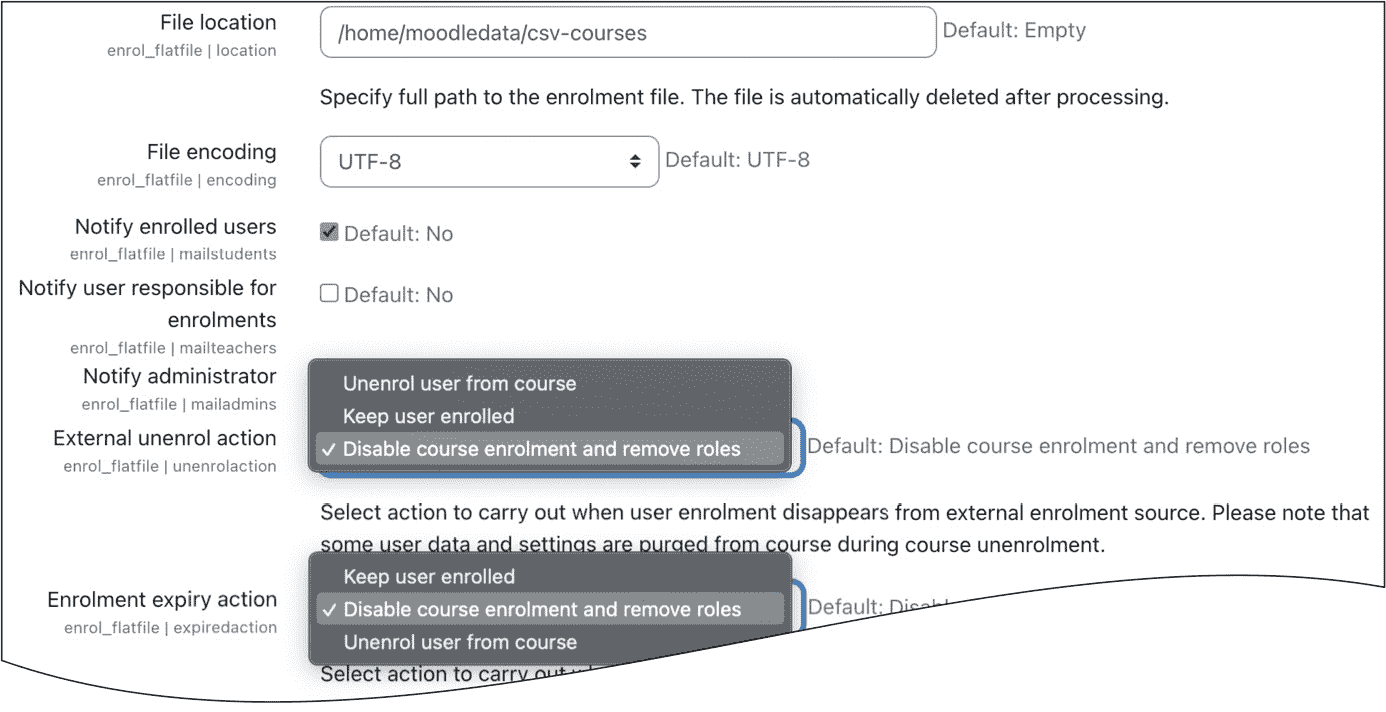 File location
/home/moodledata/csv-courses
Default: Empty
enrol_flatfile | location
Specify full path to the enrolment file. The file is automatically deleted after processing.
File encoding
UTF-8
Default: UTF-8
enrol_flatfile | encoding
Notify enrolled users
Default: No
enrol_flatfile | mailstudents
Notify user responsible for
enrolments
Default: No
enrol_flatfile | mailteachers
Notify administrator
enrol_flatfile | mailadmins
External unenrol action
enrol_flatfile | unenrolaction
Unenrol user from course
Keep user enrolled
✓ Disable course enrolment and remove roles
Default: Disable course enrolment and remove roles
Select action to carry out when user enrolment disappears from external enrolment source. Please note that
some user data and settings are purged from course during course unenrolment.
Enrolment expiry action
enrol_flatfile | expiredaction
Keep user enrolled
✓ Disable course enrolment and remove roles
Unenrol user from course
Default:
Select action to carry out